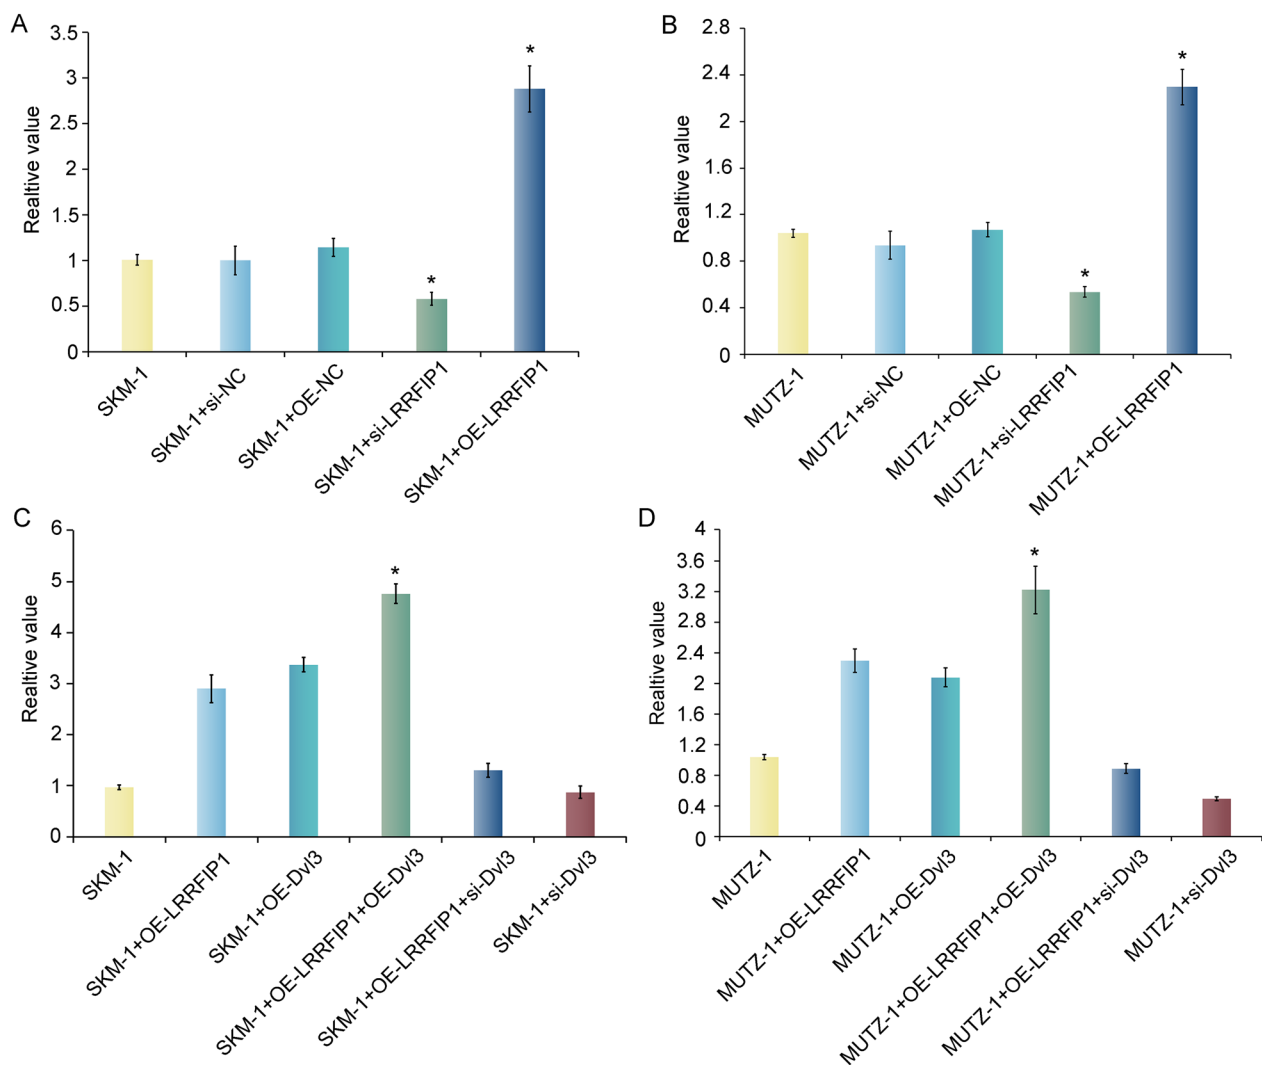 A
Realtive value
3.5
3
2.5
2
1.5
1
0.5
0
*
*
SKM-1
SKM-1+si-NC
SKM-1+OE-NC
SKM-1+si-LRRFIP1
SKM-1+OE-LRRFIP1
B
Realtive value
2.8
2.4
2
1.6
1.2
0.8
0.4
0
*
*
MUTZ-1
MUTZ-1+si-NC
MUTZ-1+OE-NC
MUTZ-1+si-LRRFIP1
MUTZ-1+OE-LRRFIP1
C
Realtive value
6
5
4
3
2
1
0
*
SKM-1
SKM-1+OE-LRRFIP1
SKM-1+OE-Dvl3
SKM-1+OE-LRRFIP1+OE-Dvl3
SKM-1+OE-LRRFIP1+si-Dvl3
SKM-1+si-Dvl3
D
Realtive value
4
3.6
3.2
2.8
2.4
2
1.6
1.2
0.8
0.4
0
*
MUTZ-1
MUTZ-1+OE-LRRFIP1
MUTZ-1+OE-Dvl3
MUTZ-1+OE-LRRFIP1+OE-Dvl3
MUTZ-1+OE-LRRFIP1+si-Dvl3
MUTZ-1+si-Dvl3